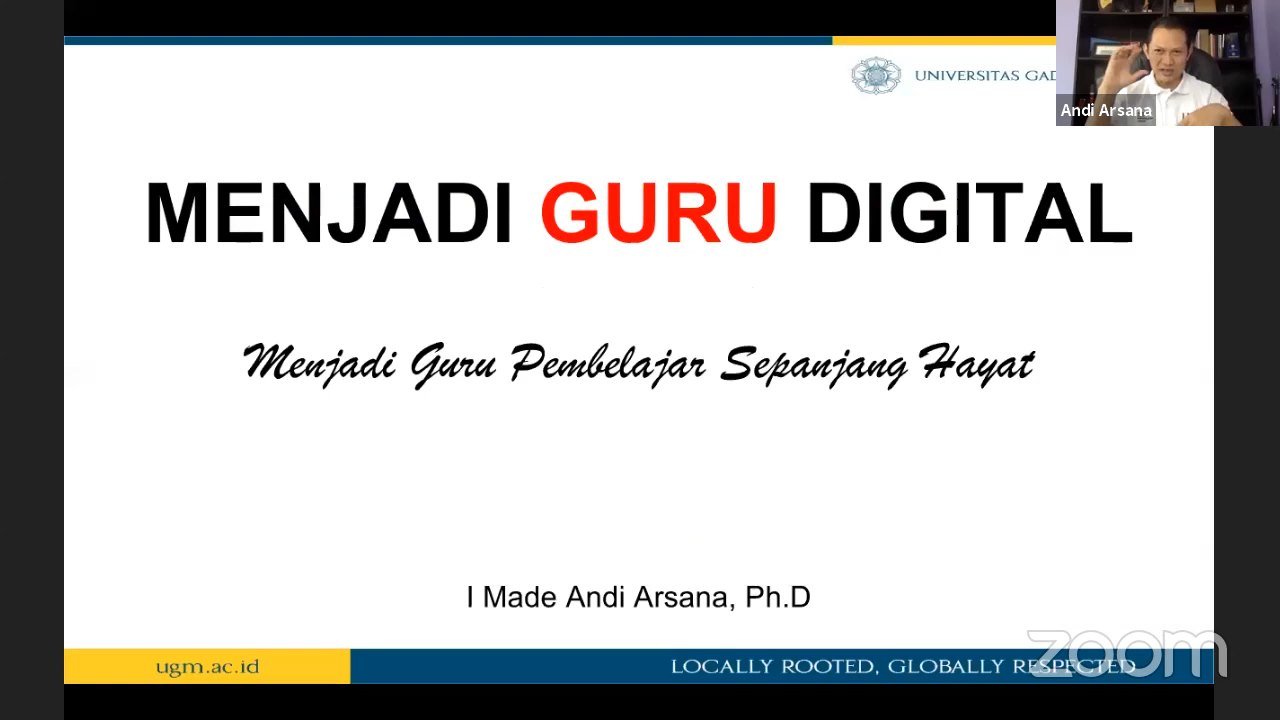 UNIVERSITAS
Andi Arsana
MENJADI GURU DIGITAL
Menjadi Guru Pembelajar Sepanjang Hayat
I Made Andi Arsana, Ph.D
ugm.ac.id
LOCALLY ROOTED, GLOBALLY RESPECTED
zoom